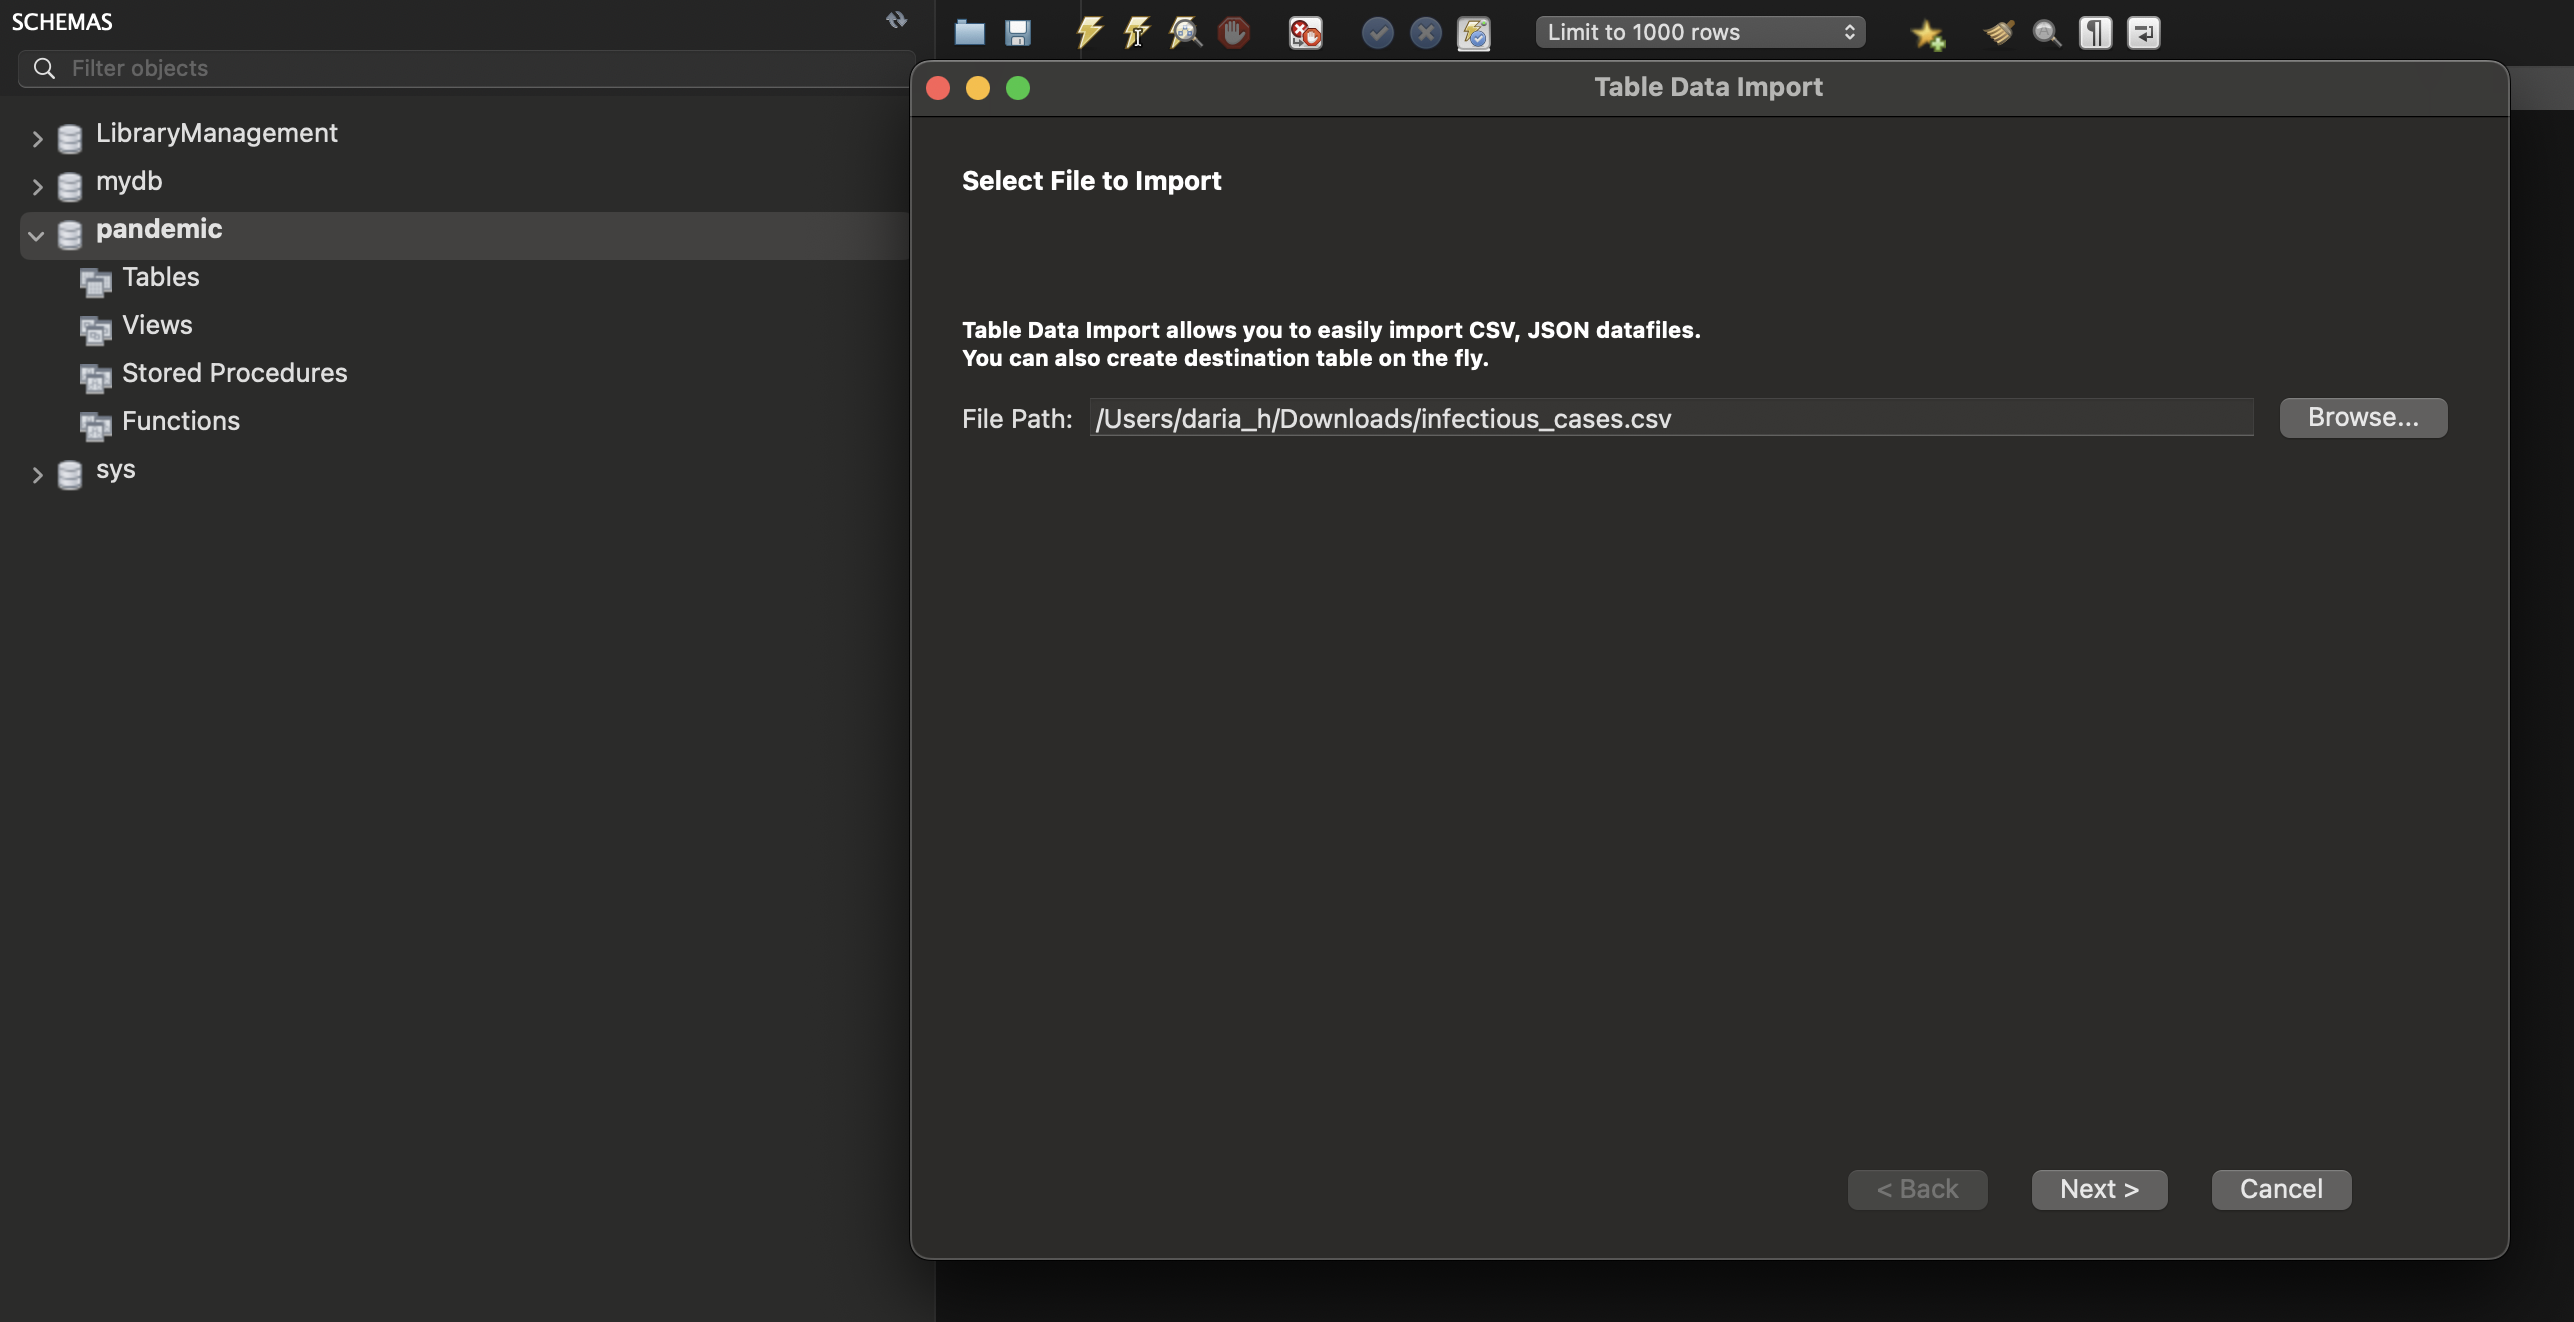 SCHEMAS
Filter objects
LibraryManagement
mydb
pandemic
Tables
Views
Stored Procedures
Functions
sys
Limit to 1000 rows
Table Data Import
Select File to Import
Table Data Import allows you to easily import CSV, JSON datafiles.
You can also create destination table on the fly.
File Path: /Users/daria_h/Downloads/infectious_cases.csv Browse...
< Back Next > Cancel